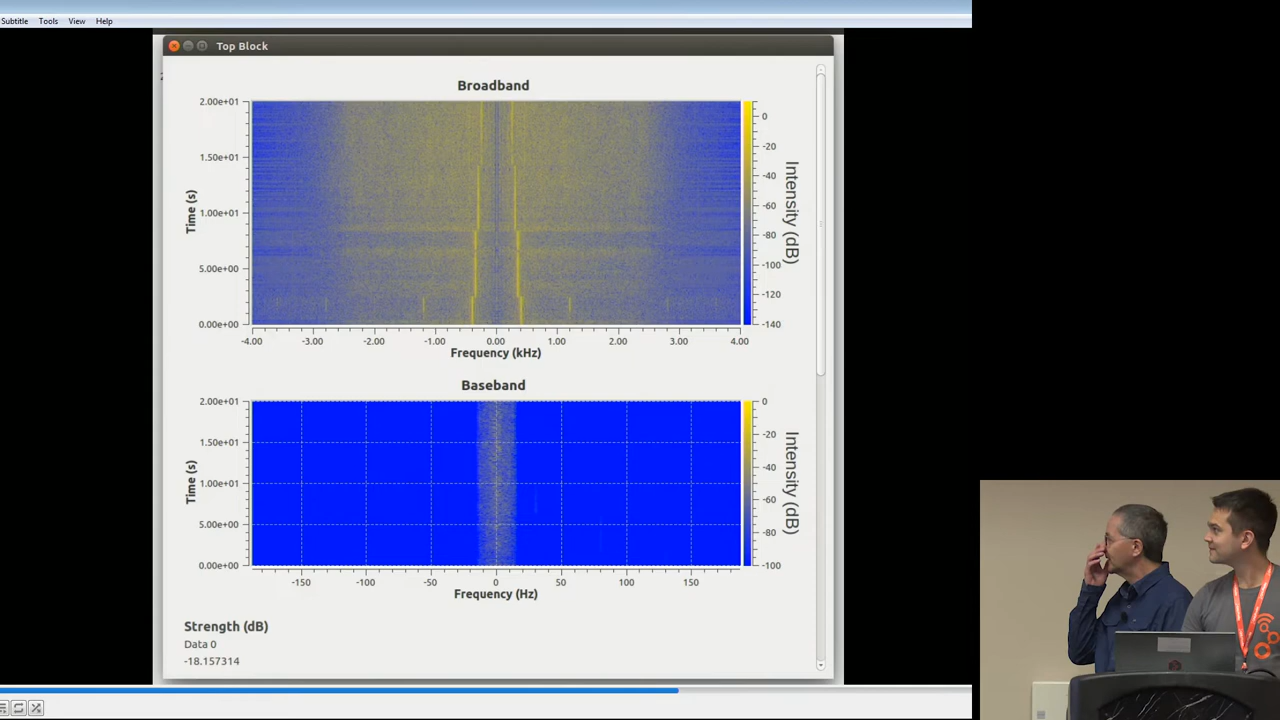 Subtitle Tools View Help
Top Block
Broadband
2.00e+01
1.50e+01
1.00e+01
5.00e+00
0.00e+00
Time (s)
-4.00 -3.00 -2.00 -1.00 0.00 1.00 2.00 3.00 4.00
Frequency (kHz)
0
-20
-40
-60
-80
-100
-120
-140
Intensity (dB)
Baseband
2.00e+01
1.50e+01
1.00e+01
5.00e+00
0.00e+00
Time (s)
-150 -100 -50 0 50 100 150
Frequency (Hz)
0
-20
-40
-60
-80
-100
Intensity (dB)
Strength (dB)
Data 0
-18.157314